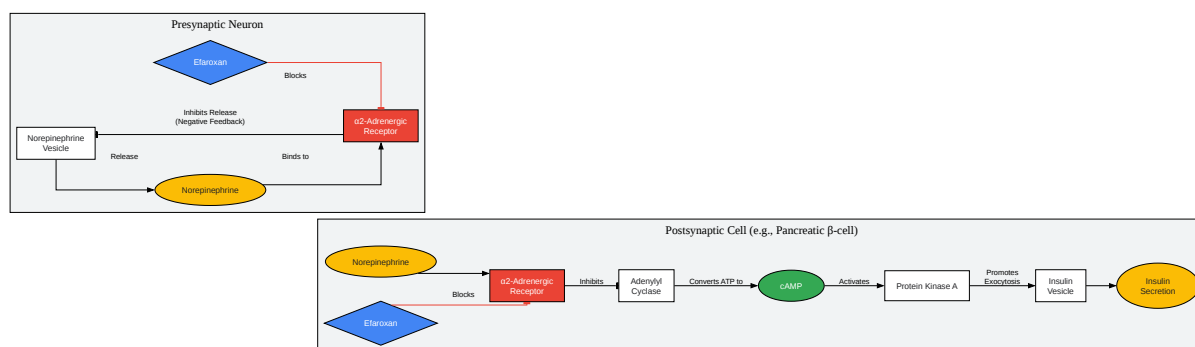 Presynaptic Neuron
Efaroxan
Blocks
Inhibits Release
(Negative Feedback)
α2-Adrenergic
Receptor
Norepinephrine
Vesicle
Release
Binds to
Norepinephrine
Postsynaptic Cell (e.g., Pancreatic β-cell)
Norepinephrine
α2-Adrenergic
Receptor
Blocks
Efaroxan
Inhibits
Adenylyl
Cyclase
Converts ATP to
cAMP
Activates
Protein Kinase A
Promotes
Exocytosis
Insulin
Vesicle
Insulin
Secretion